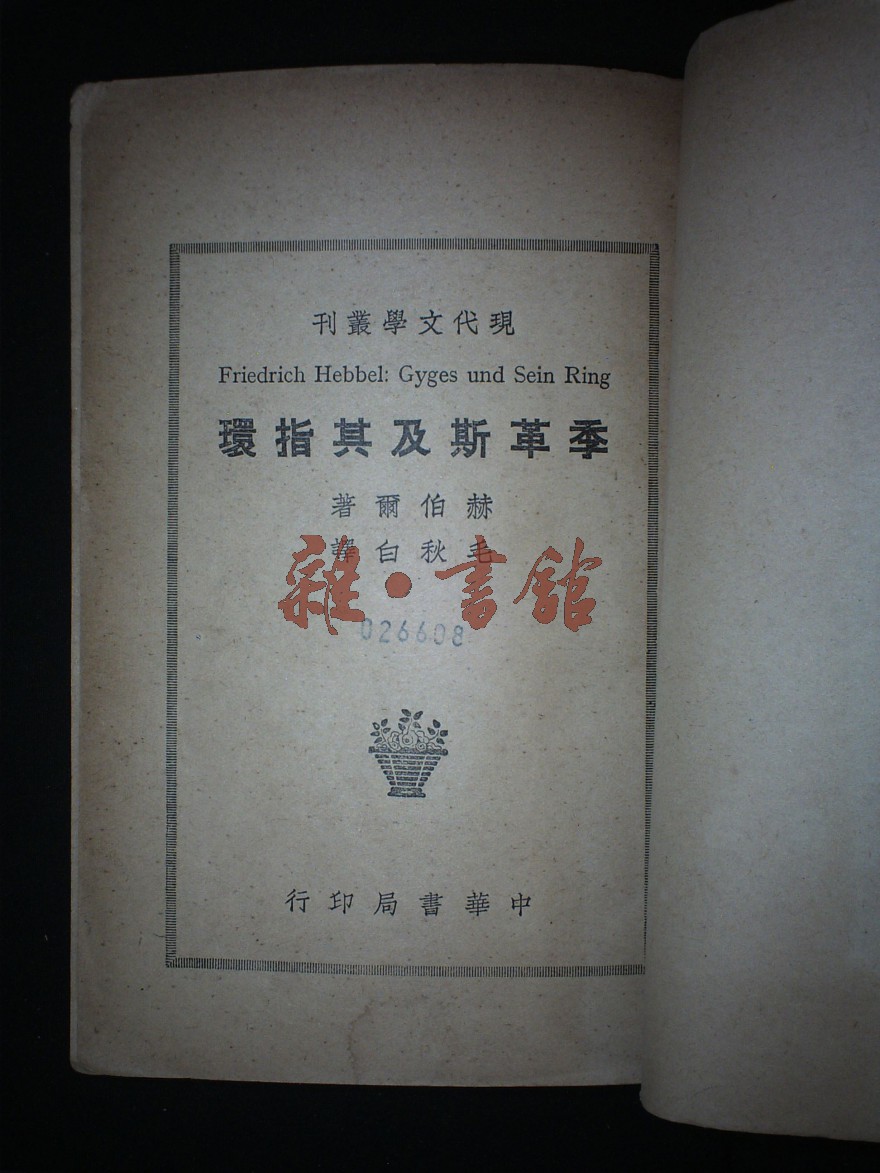 現代文學叢刊
Friedrich Hebbel: Gyges und Sein Ring
季革斯及其指環
赫伯爾著
毛秋白譯
雜·書館
026608
中華書局印行